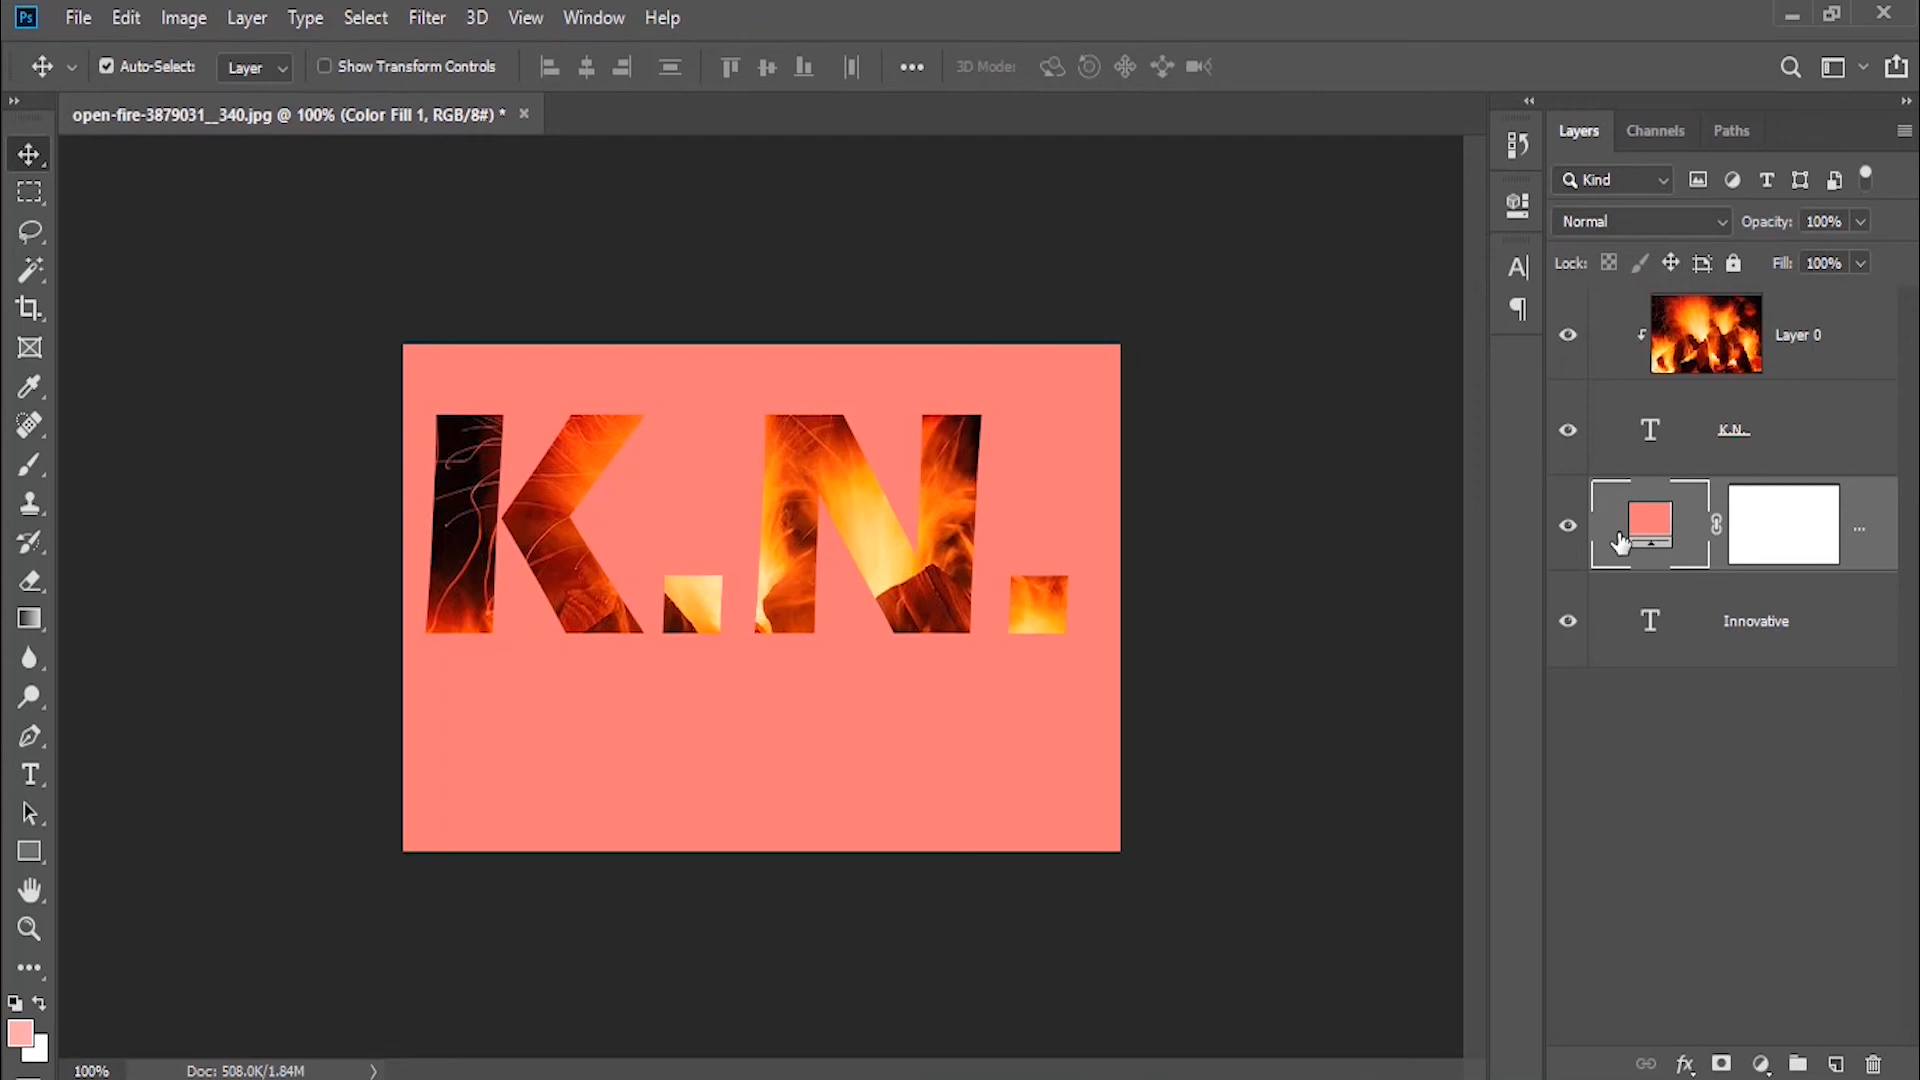 Ps File Edit Image Layer Type Select Filter 3D View Window Help
Auto-Select: Layer Show Transform Controls 3D Mode:
open-fire-3879031__340.jpg @ 100% (Color Fill 1, RGB/8#) * ×
Layers Channels Paths
Kind
Normal Opacity: 100%
Lock: Fill: 100%
Layer 0
K.N.
...
Innovative
K.N.
100% Doc: 508.0K/1.84M